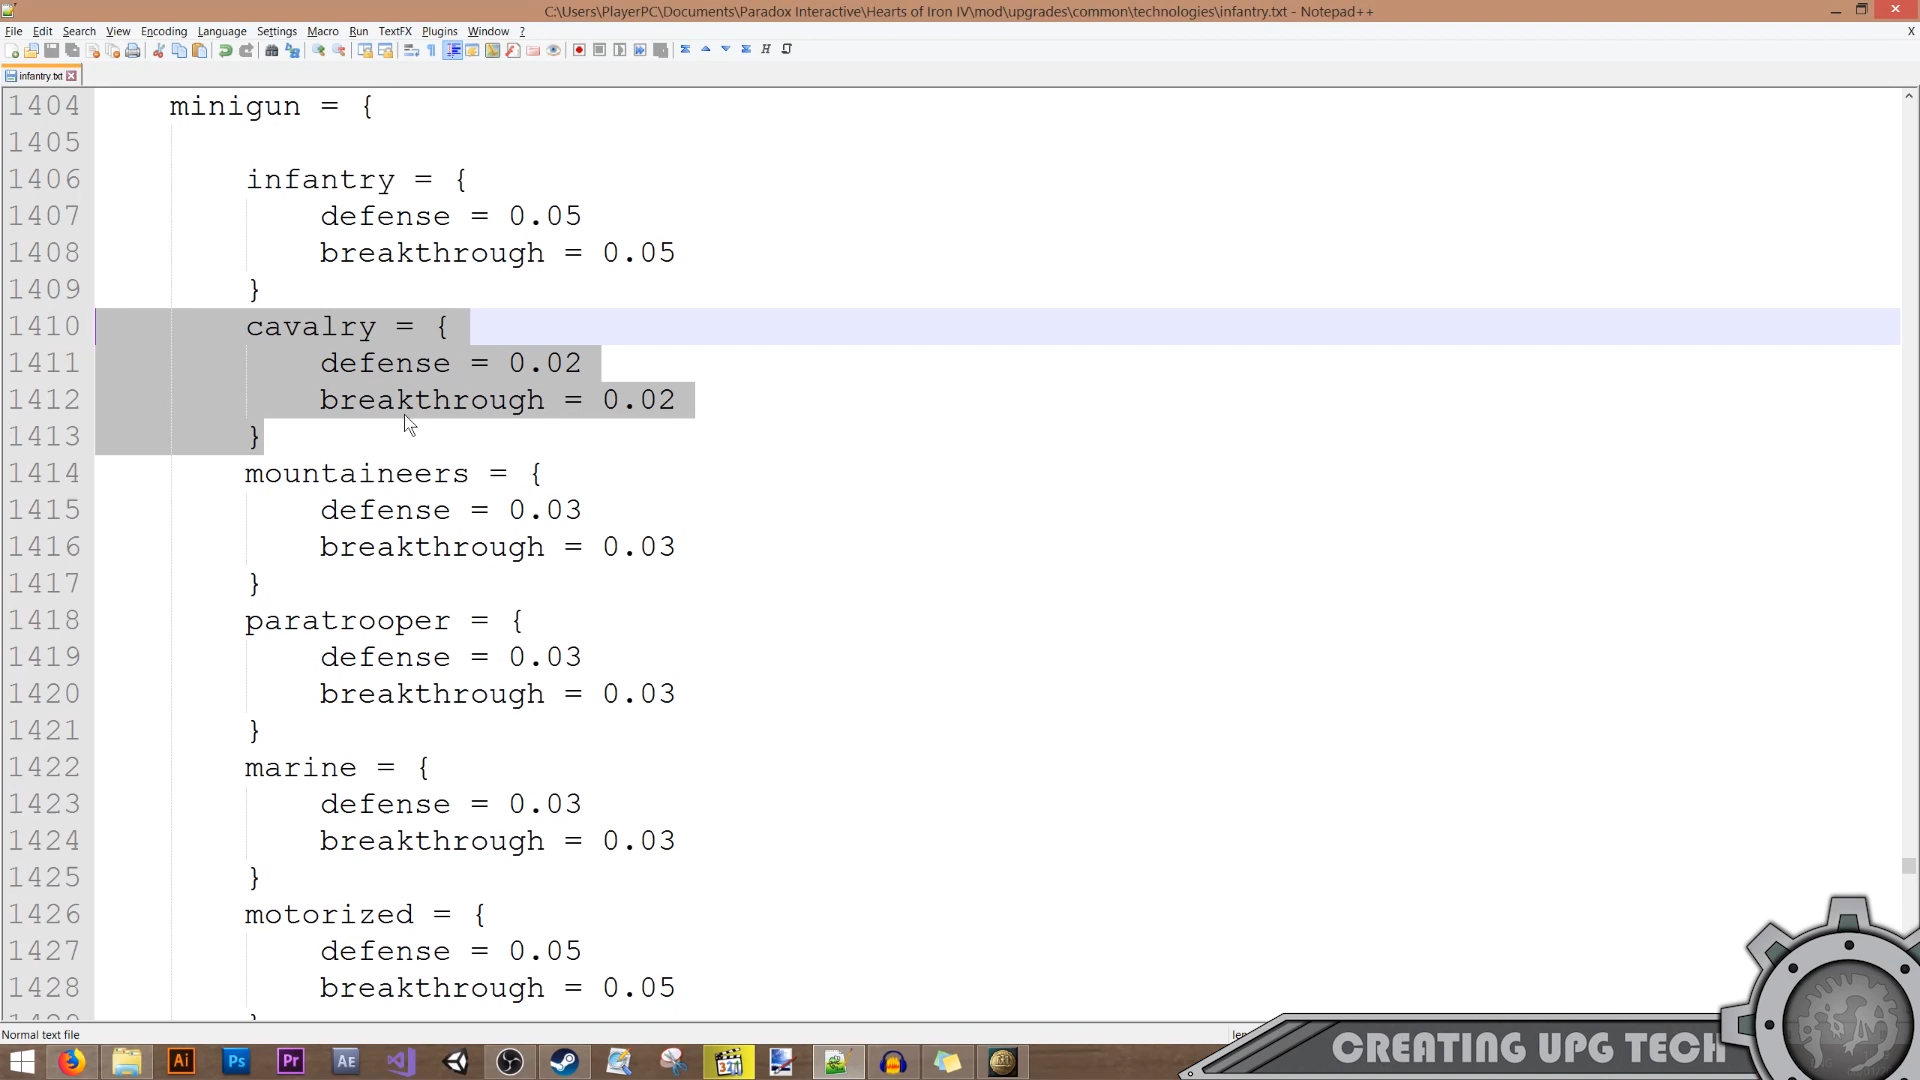 C:\Users\PlayerPC\Documents\Paradox Interactive\Hearts of Iron IV\mod\upgrades\common\technologies\infantry.txt - Notepad++
File Edit Search View Encoding Language Settings Macro Run TextFX Plugins Window ? X
infantry.txt
1404 minigun = {
1405
1406 infantry = {
1407 defense = 0.05
1408 breakthrough = 0.05
1409 }
1410 cavalry = {
1411 defense = 0.02
1412 breakthrough = 0.02
1413 }
1414 mountaineers = {
1415 defense = 0.03
1416 breakthrough = 0.03
1417 }
1418 paratrooper = {
1419 defense = 0.03
1420 breakthrough = 0.03
1421 }
1422 marine = {
1423 defense = 0.03
1424 breakthrough = 0.03
1425 }
1426 motorized = {
1427 defense = 0.05
1428 breakthrough = 0.05
Normal text file
CREATING UPG TECH
Ai Ps Pr Ae 321